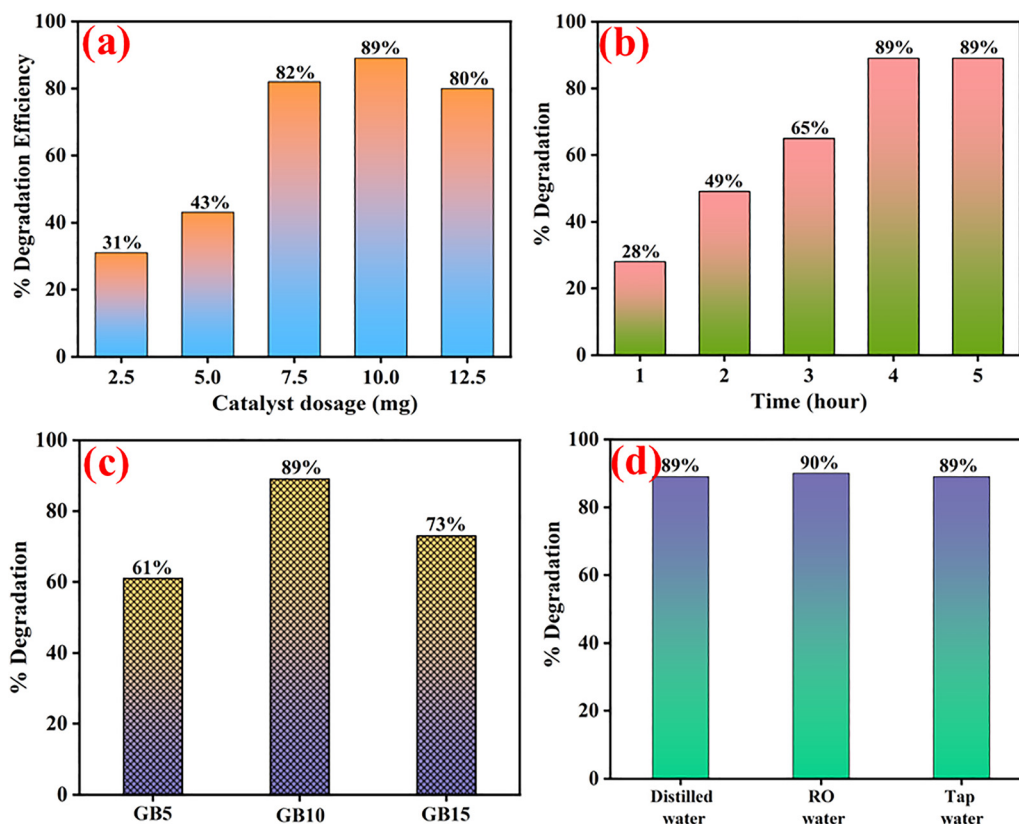 (a)
% Degradation Efficiency
100
80
60
40
20
0
31%
43%
82%
89%
80%
2.5 5.0 7.5 10.0 12.5
Catalyst dosage (mg)
(b)
% Degradation
100
80
60
40
20
0
28%
49%
65%
89%
89%
1 2 3 4 5
Time (hour)
(c)
% Degradation
100
80
60
40
20
0
61%
89%
73%
GB5 GB10 GB15
(d)
% Degradation
100
80
60
40
20
0
89%
90%
89%
Distilled RO Tap
water water water